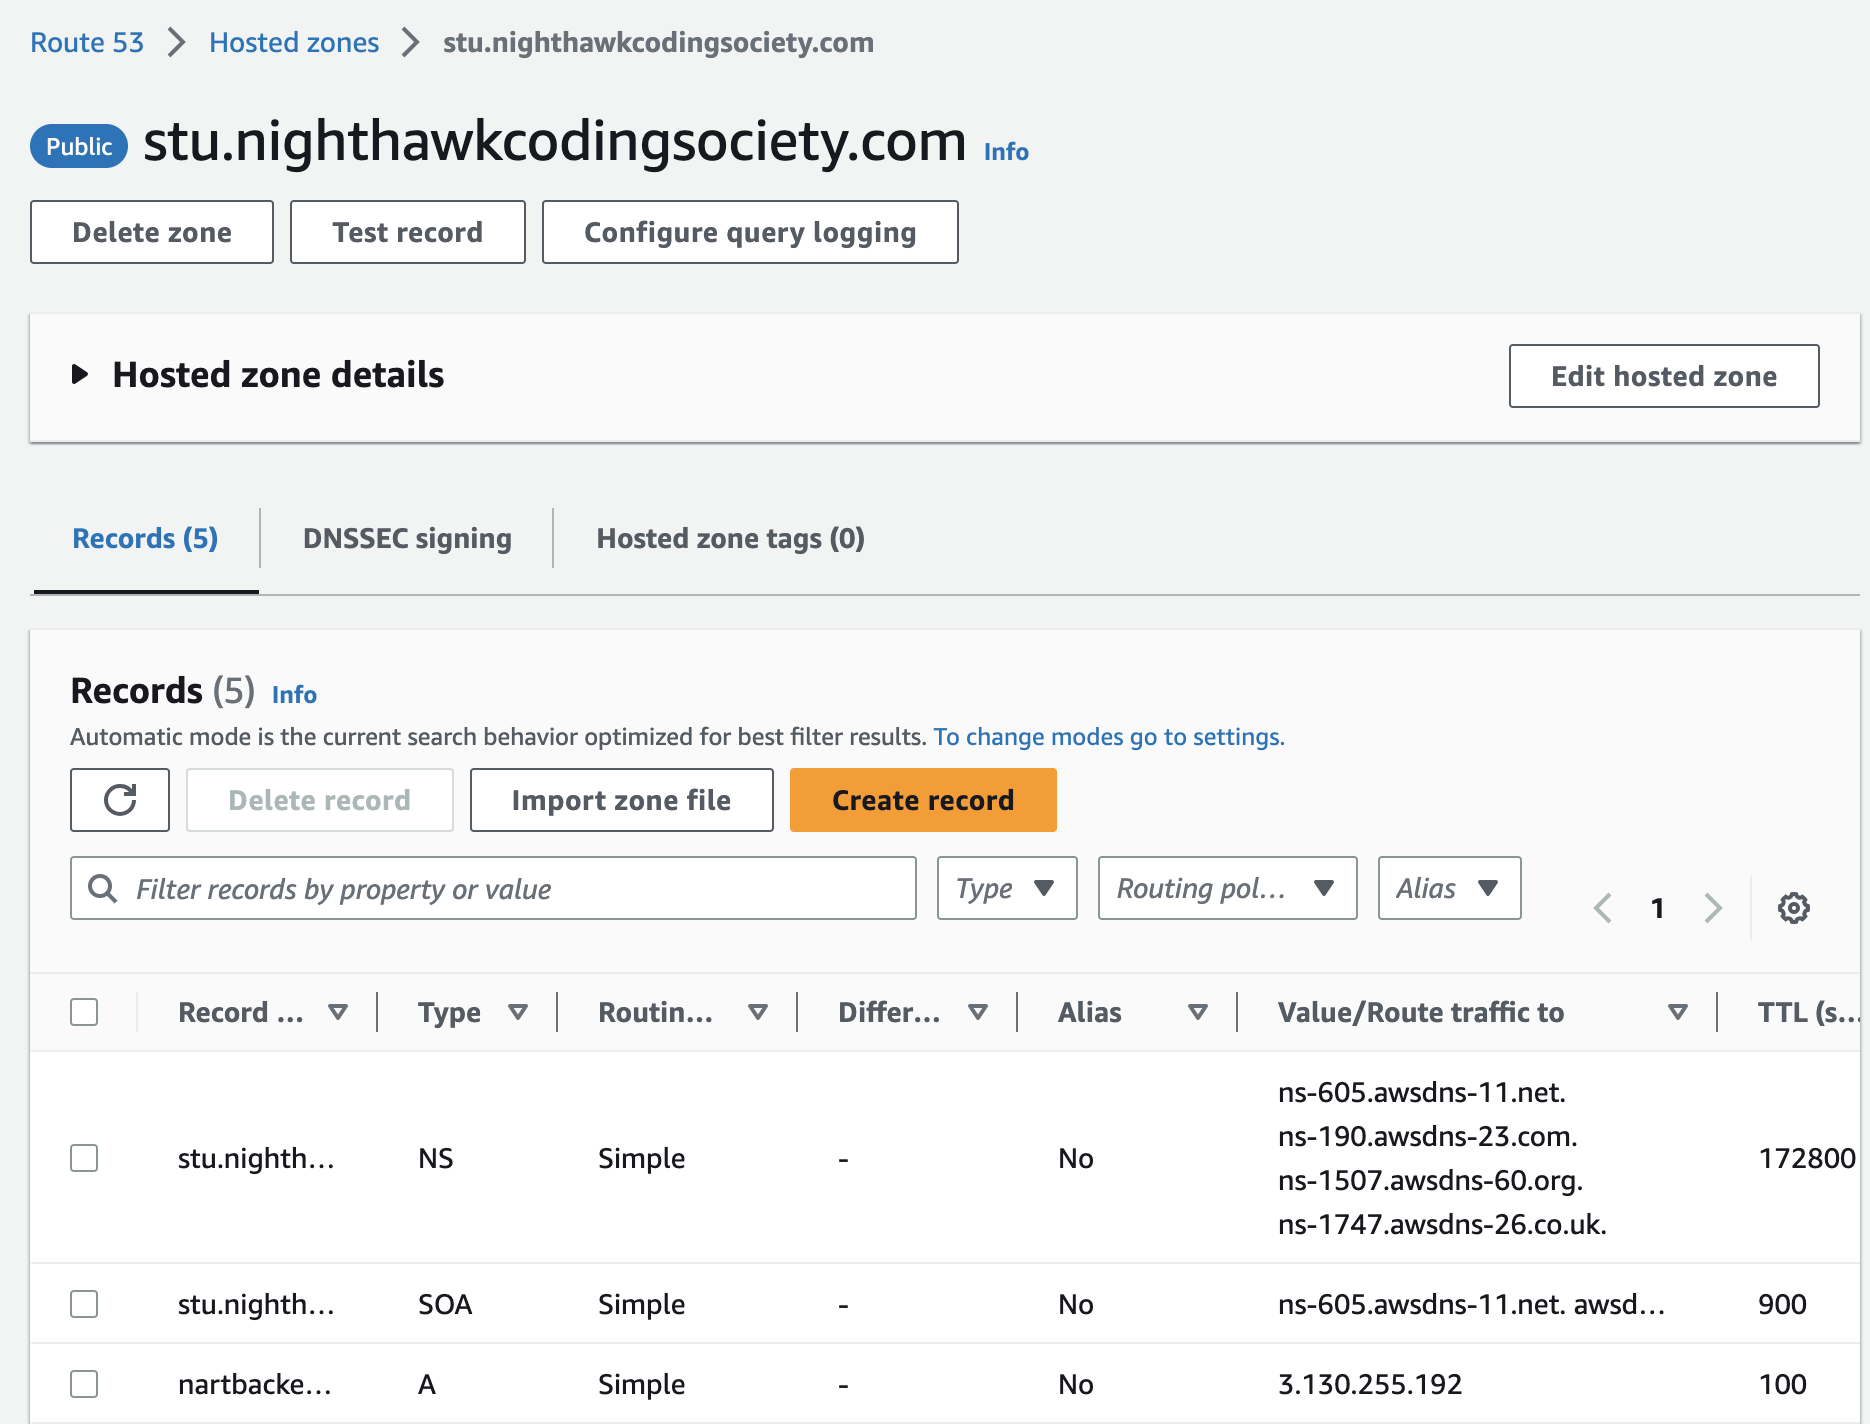 Route 53 > Hosted zones > stu.nighthawkcodingsociety.com
Public stu.nighthawkcodingsociety.com Info
Delete zone Test record Configure query logging
Hosted zone details Edit hosted zone
Records (5) DNSSEC signing Hosted zone tags (0)
Records (5) Info
Automatic mode is the current search behavior optimized for best filter results. To change modes go to settings.
Delete record Import zone file Create record
Filter records by property or value Type Routing pol... Alias 1
Record ... Type Routin... Differ... Alias Value/Route traffic to TTL (s...
stu.nighth... NS Simple - No ns-605.awsdns-11.net.
ns-190.awsdns-23.com.
ns-1507.awsdns-60.org.
ns-1747.awsdns-26.co.uk.
172800
stu.nighth... SOA Simple - No ns-605.awsdns-11.net. awsd... 900
nartbacke... A Simple - No 3.130.255.192 100